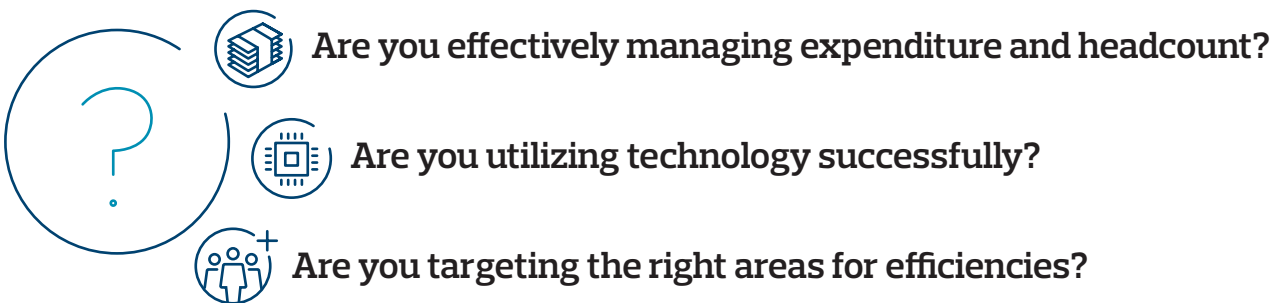 ?
Are you effectively managing expenditure and headcount?
Are you utilizing technology successfully?
Are you targeting the right areas for efficiencies?